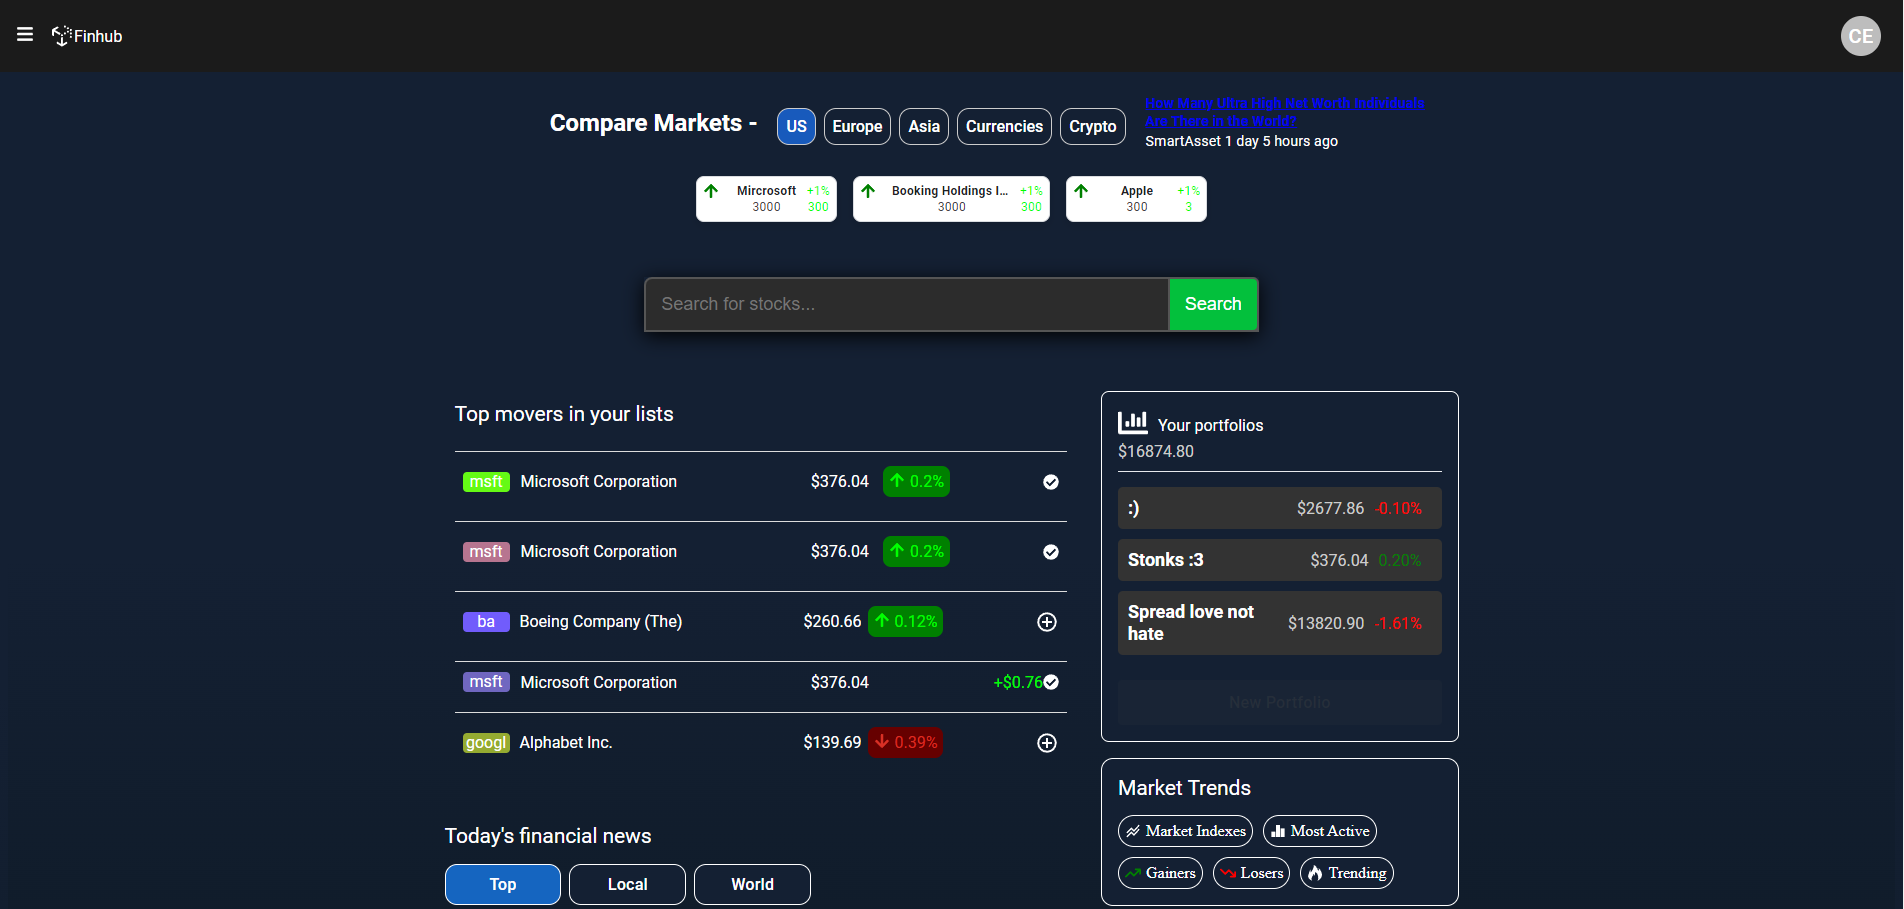 Finhub
CE
Compare Markets -
US
Europe
Asia
Currencies
Crypto
How Many Ultra High Net Worth Individuals
Are There in the World?
SmartAsset 1 day 5 hours ago
Mircrosoft +1%
3000 300
Booking Holdings I... +1%
3000 300
Apple +1%
300 3
Search for stocks...
Search
Top movers in your lists
msft Microsoft Corporation $376.04 0.2%
msft Microsoft Corporation $376.04 0.2%
ba Boeing Company (The) $260.66 0.12%
msft Microsoft Corporation $376.04 +$0.76
googl Alphabet Inc. $139.69 0.39%
Your portfolios
$16874.80
:) $2677.86 -0.10%
Stonks :3 $376.04 0.20%
Spread love not
hate
$13820.90 -1.61%
New Portfolio
Market Trends
Market Indexes
Most Active
Gainers
Losers
Trending
Today's financial news
Top
Local
World